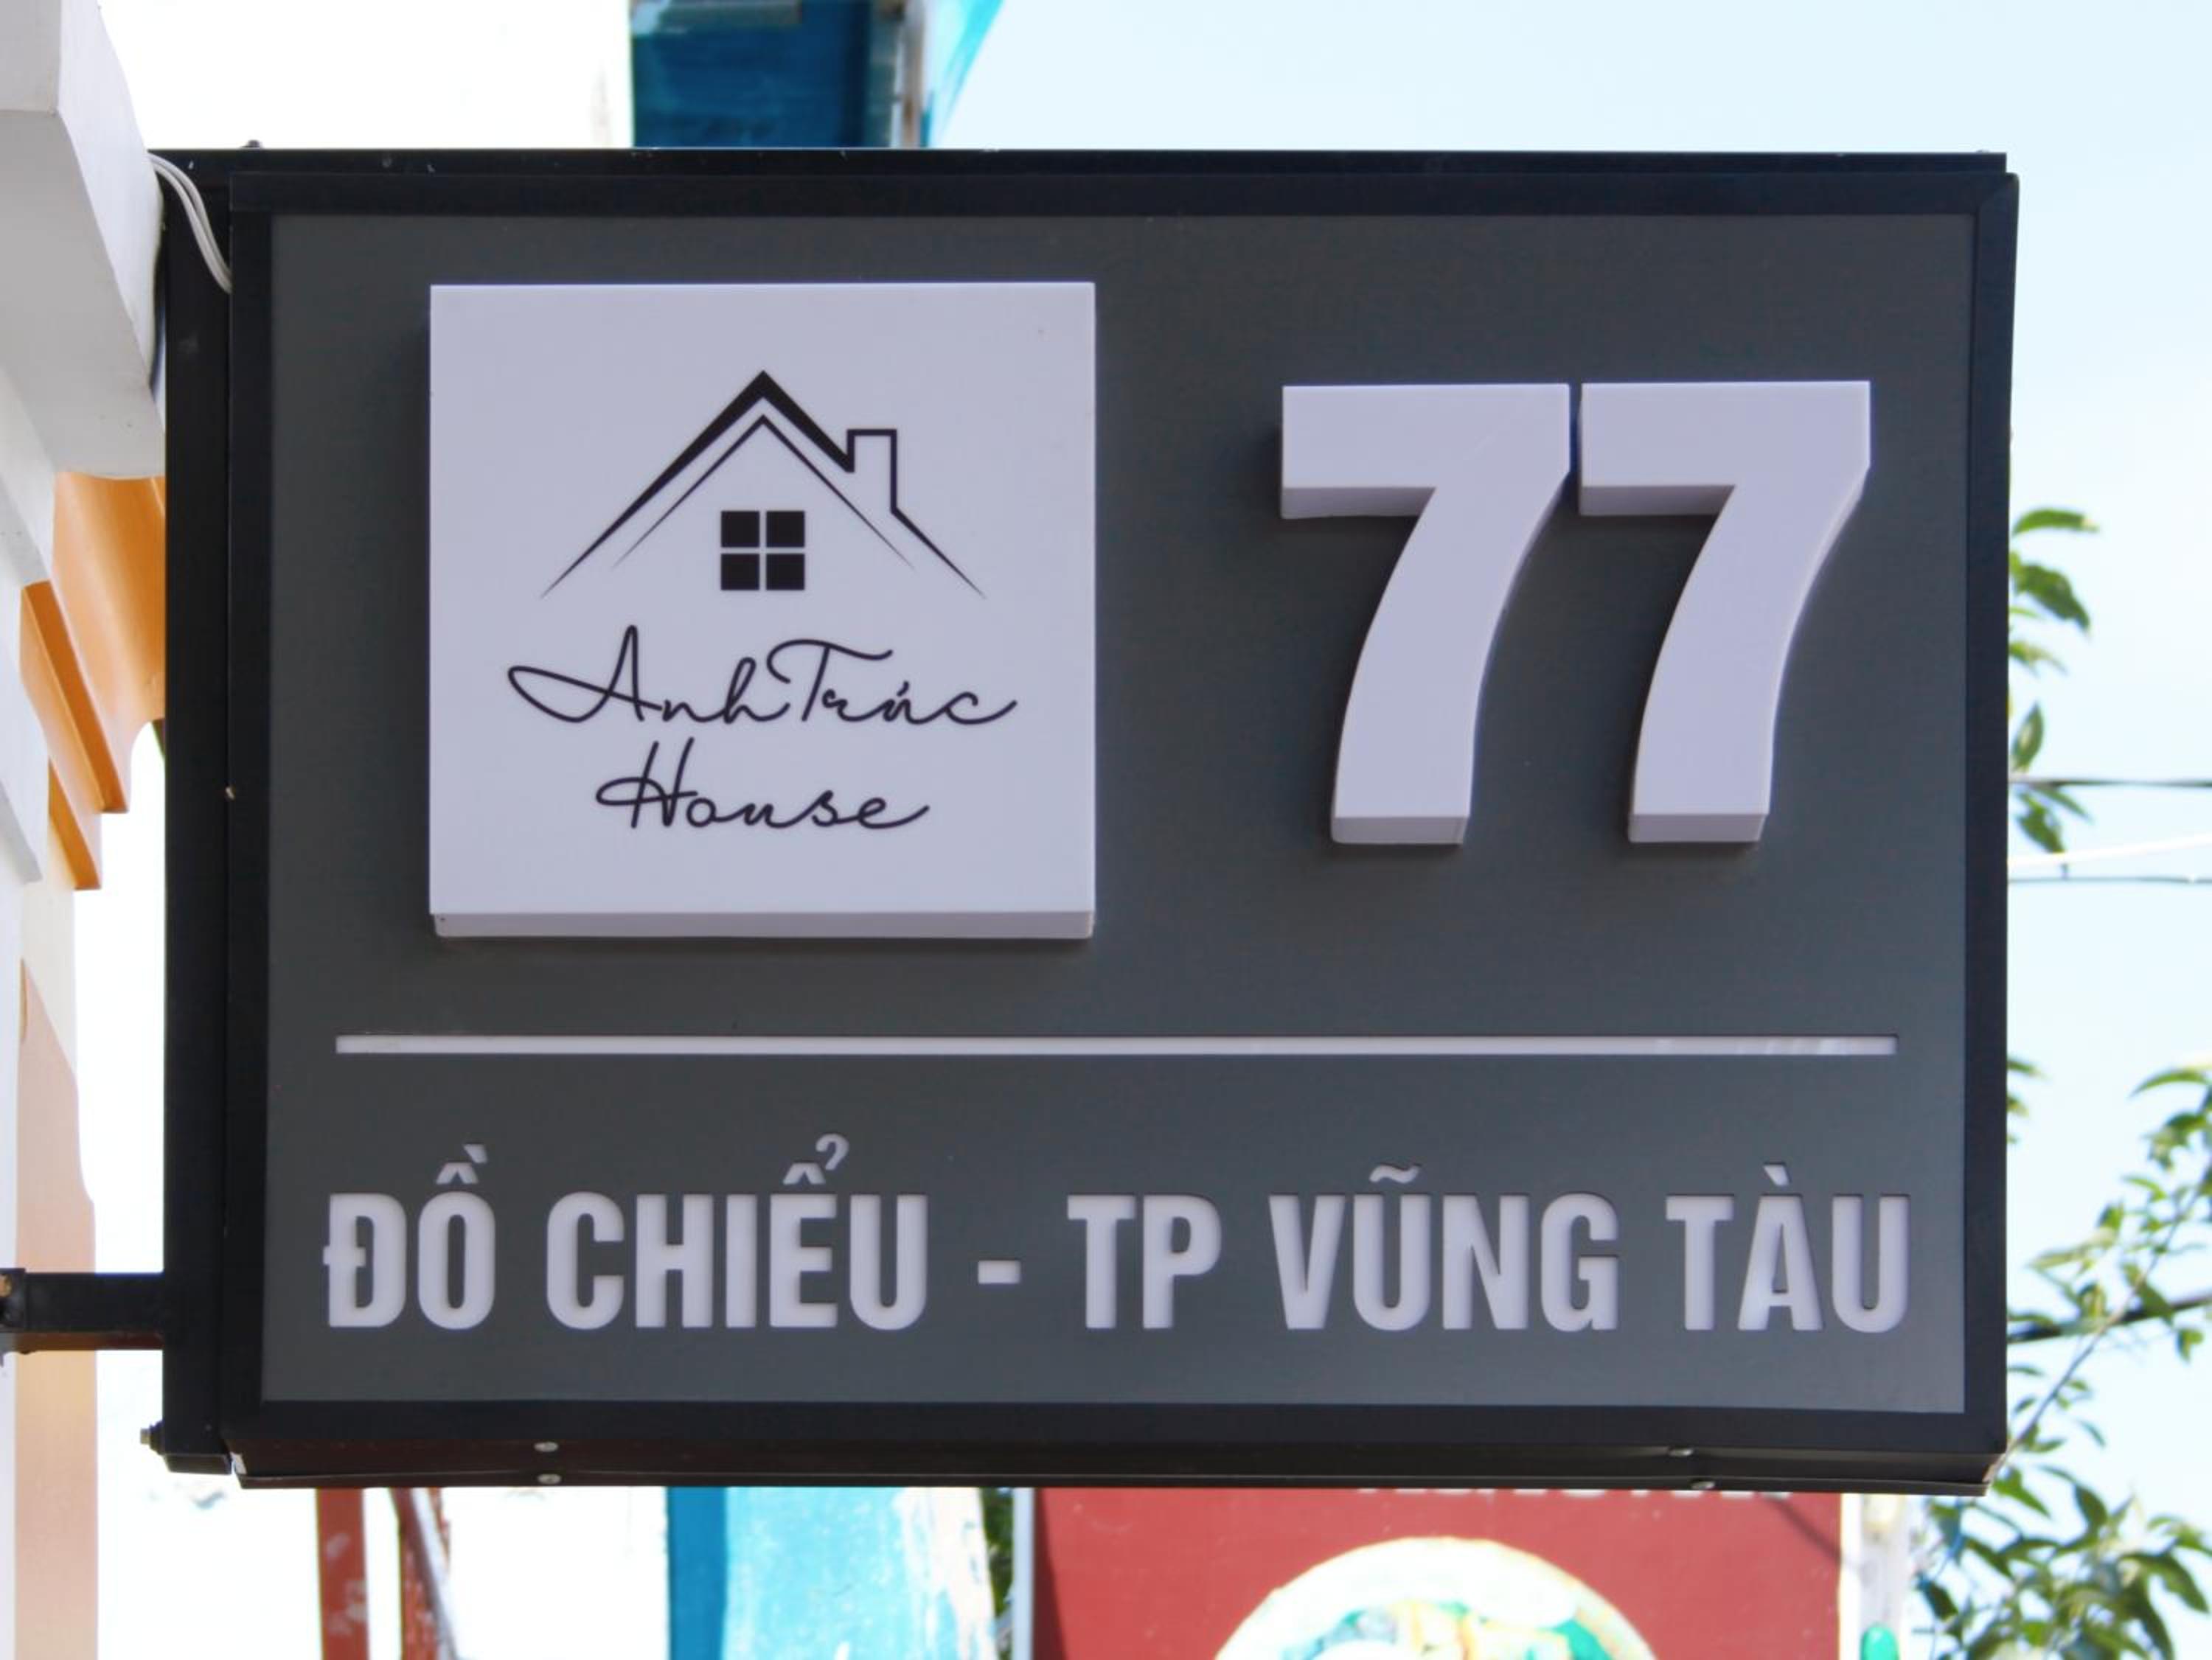 Anh Trúc
House
77
ĐỒ CHIỂU - TP VŨNG TÀU